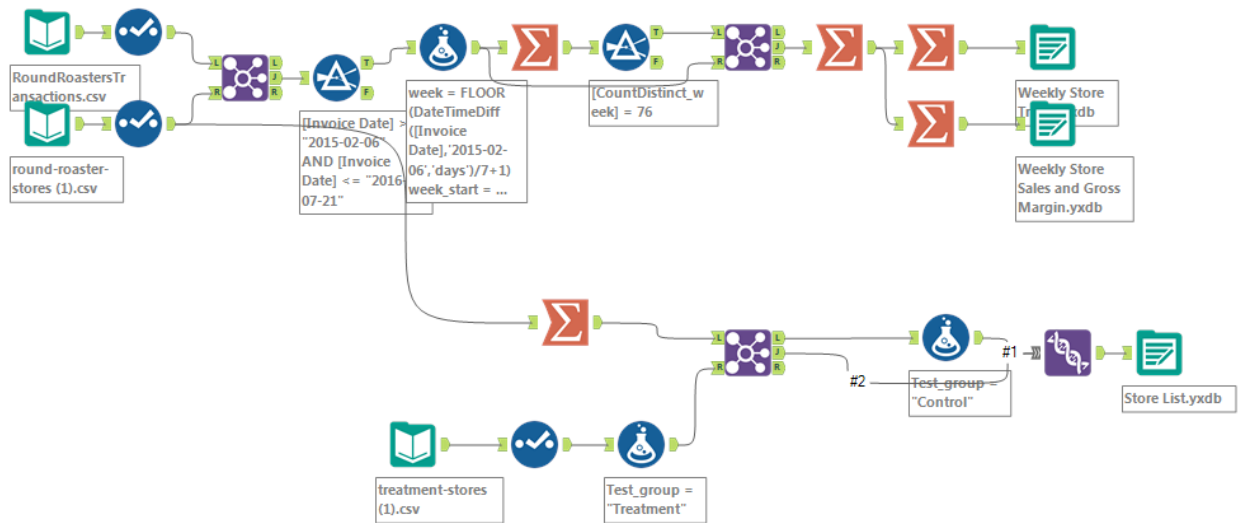 RoundRoastersTr
ansactions.csv
round-roaster-
stores (1).csv
L
R
L
J
R
[Invoice Date] >
"2015-02-06"
AND [Invoice
Date] <= "2016-
07-21"
T
F
week = FLOOR
(DateTimeDiff
([Invoice
Date],'2015-02-
06','days')/7+1)
week_start = ...
[CountDistinct_w
eek] = 76
T
F
L
R
L
J
R
Weekly Store
Weekly Store
Sales and Gross
Margin.yxdb
L
R
L
J
R
treatment-stores
(1).csv
Test_group =
"Treatment"
Test_group =
"Control"
#1
#2
Store List.yxdb